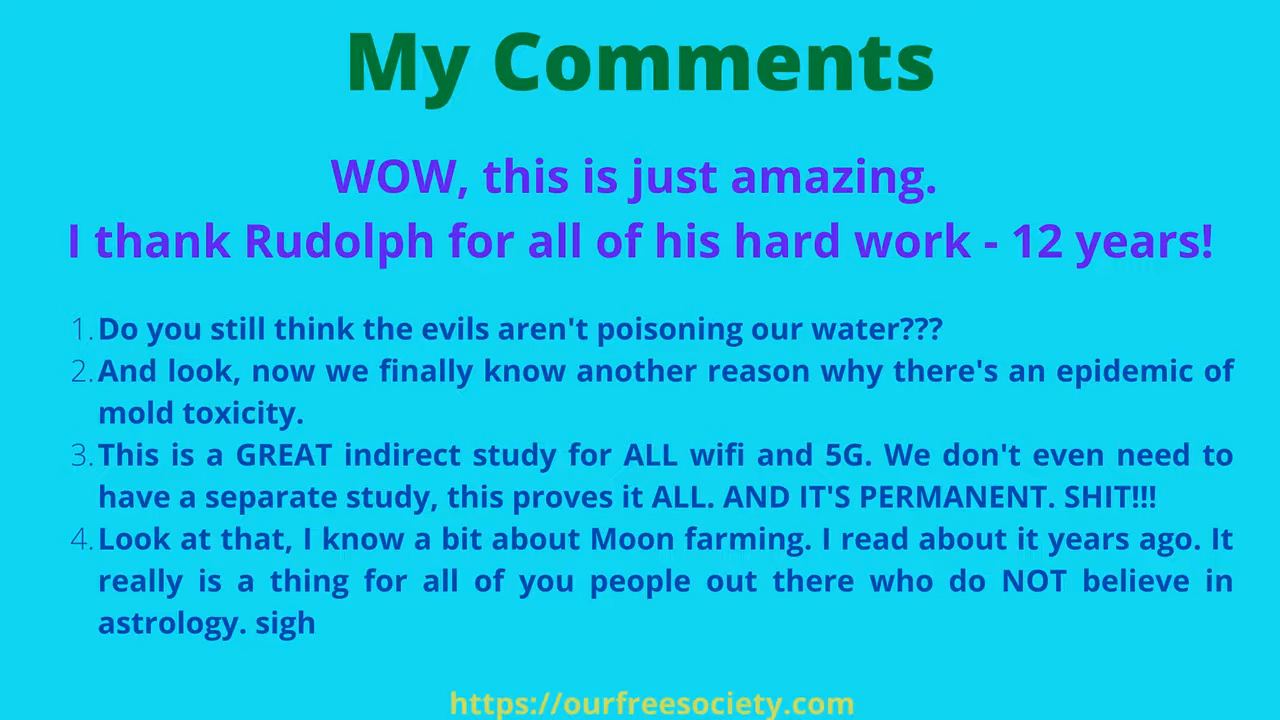 My Comments
WOW, this is just amazing.
I thank Rudolph for all of his hard work - 12 years!
1. Do you still think the evils aren't poisoning our water???
2. And look, now we finally know another reason why there's an epidemic of
mold toxicity.
3. This is a GREAT indirect study for ALL wifi and 5G. We don't even need to
have a separate study, this proves it ALL. AND IT'S PERMANENT. SHIT!!!
4. Look at that, I know a bit about Moon farming. I read about it years ago. It
really is a thing for all of you people out there who do NOT believe in
astrology. sigh
https://ourfreesociety.com